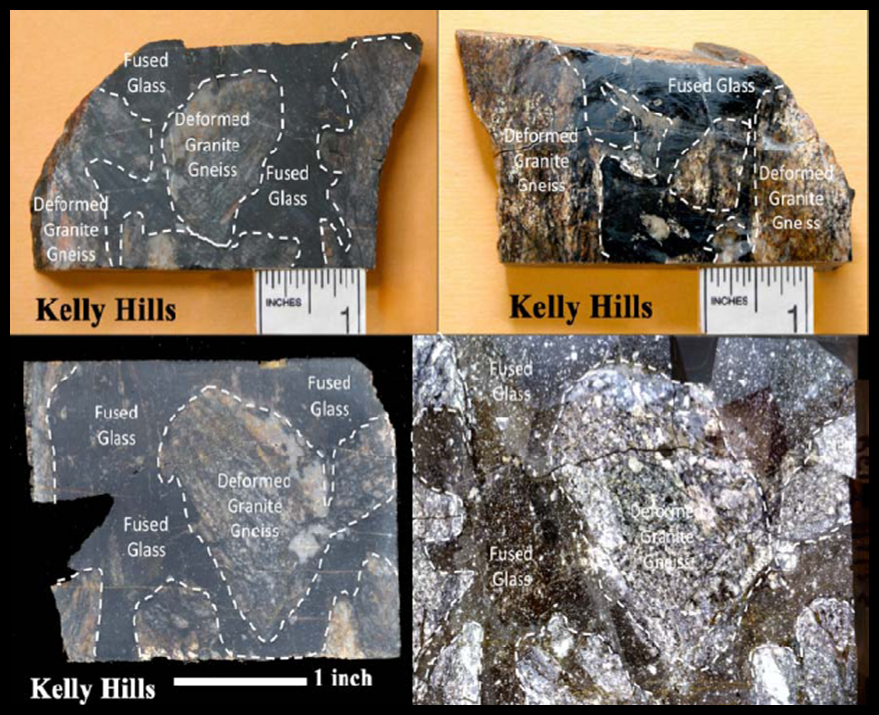 Fused
Glass
Deformed
Granite
Gneiss
Fused
Glass
Deformed
Granite
Gneiss
Kelly Hills
INCHES
1
Fused Glass
Deformed
Granite
Gneiss
Deformed
Granite
Gneiss
Kelly Hills
INCHES
1
Fused
Glass
Fused
Glass
Deformed
Granite
Gneiss
Fused
Glass
Kelly Hills
1 inch
Fused
Glass
Deformed
Granite
Gneiss
Fused
Glass